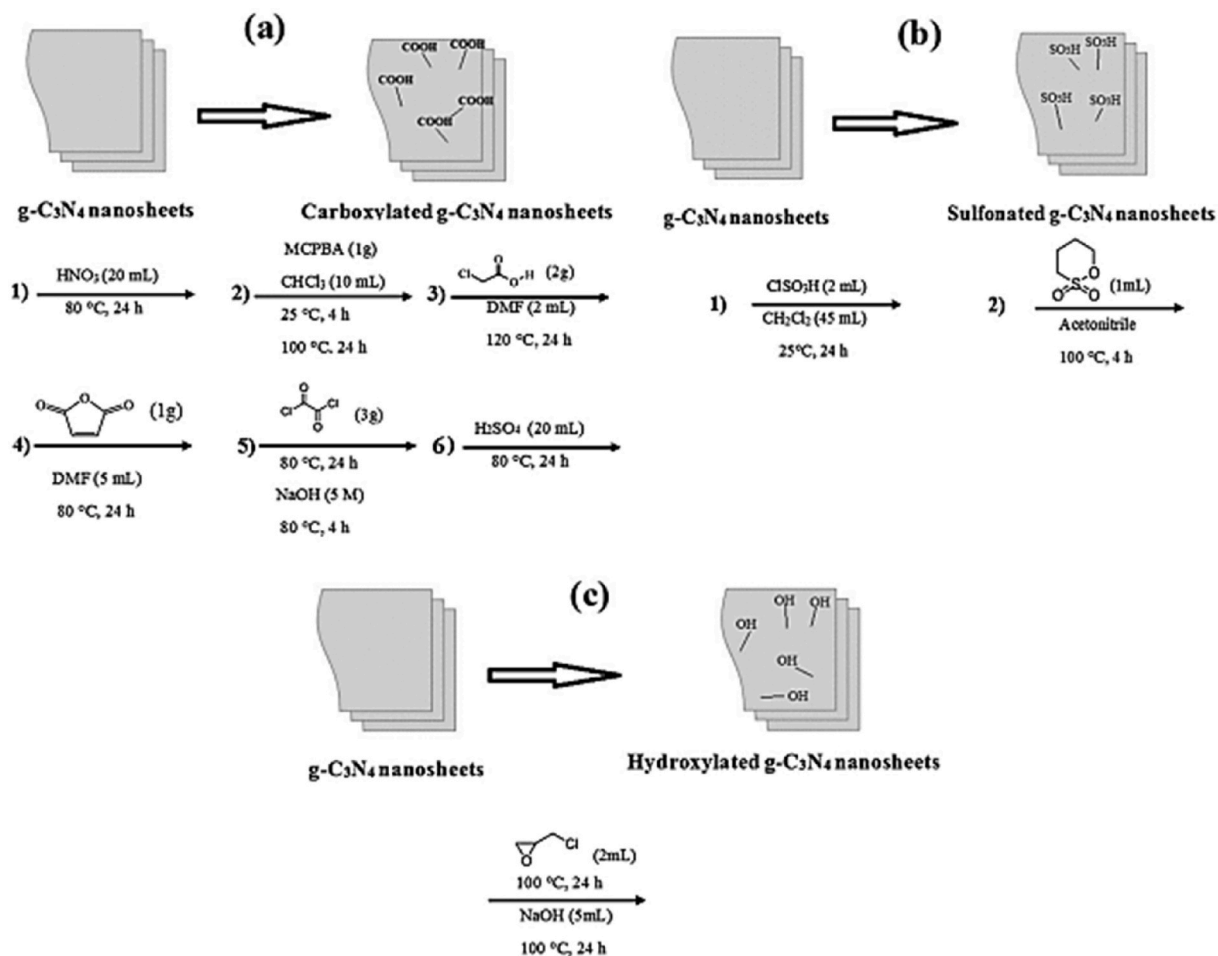 (a)
COOH COOH
COOH
COOH
COOH
g-C₃N₄ nanosheets
Carboxylated g-C₃N₄ nanosheets
1) HNO₃ (20 mL)
80 °C, 24 h
2) MCPBA (1g)
CHCl₃ (10 mL)
25 °C, 4 h
100 °C. 24 h
3) Cl O O H (2g)
DMF (2 mL)
120 °C, 24 h
4) O O O (1g)
DMF (5 mL)
80 °C, 24 h
5) Cl O O Cl (3g)
80 °C, 24 h
NaOH (5 M)
80 °C, 4 h
6) H₂SO₄ (20 mL)
80 °C, 24 h
(b)
SO₃H SO₃H
SO₃H SO₃H
g-C₃N₄ nanosheets
Sulfonated g-C₃N₄ nanosheets
1) ClSO₃H (2 mL)
CH₂Cl₂ (45 mL)
25°C, 24 h
2) O S O O (1mL)
Acetonitrile
100 °C, 4 h
(c)
OH OH
OH
OH
OH
g-C₃N₄ nanosheets
Hydroxylated g-C₃N₄ nanosheets
O Cl (2mL)
100 °C, 24 h
NaOH (5mL)
100 °C, 24 h